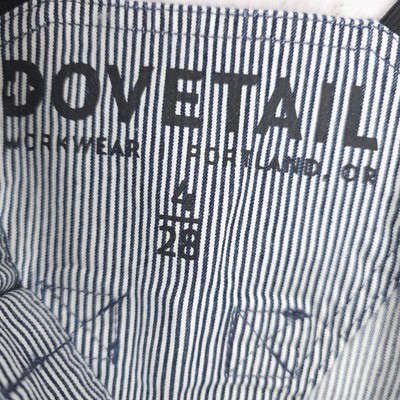 DOVETAIL
WORKWEAR | PORTLAND, OR
4
28